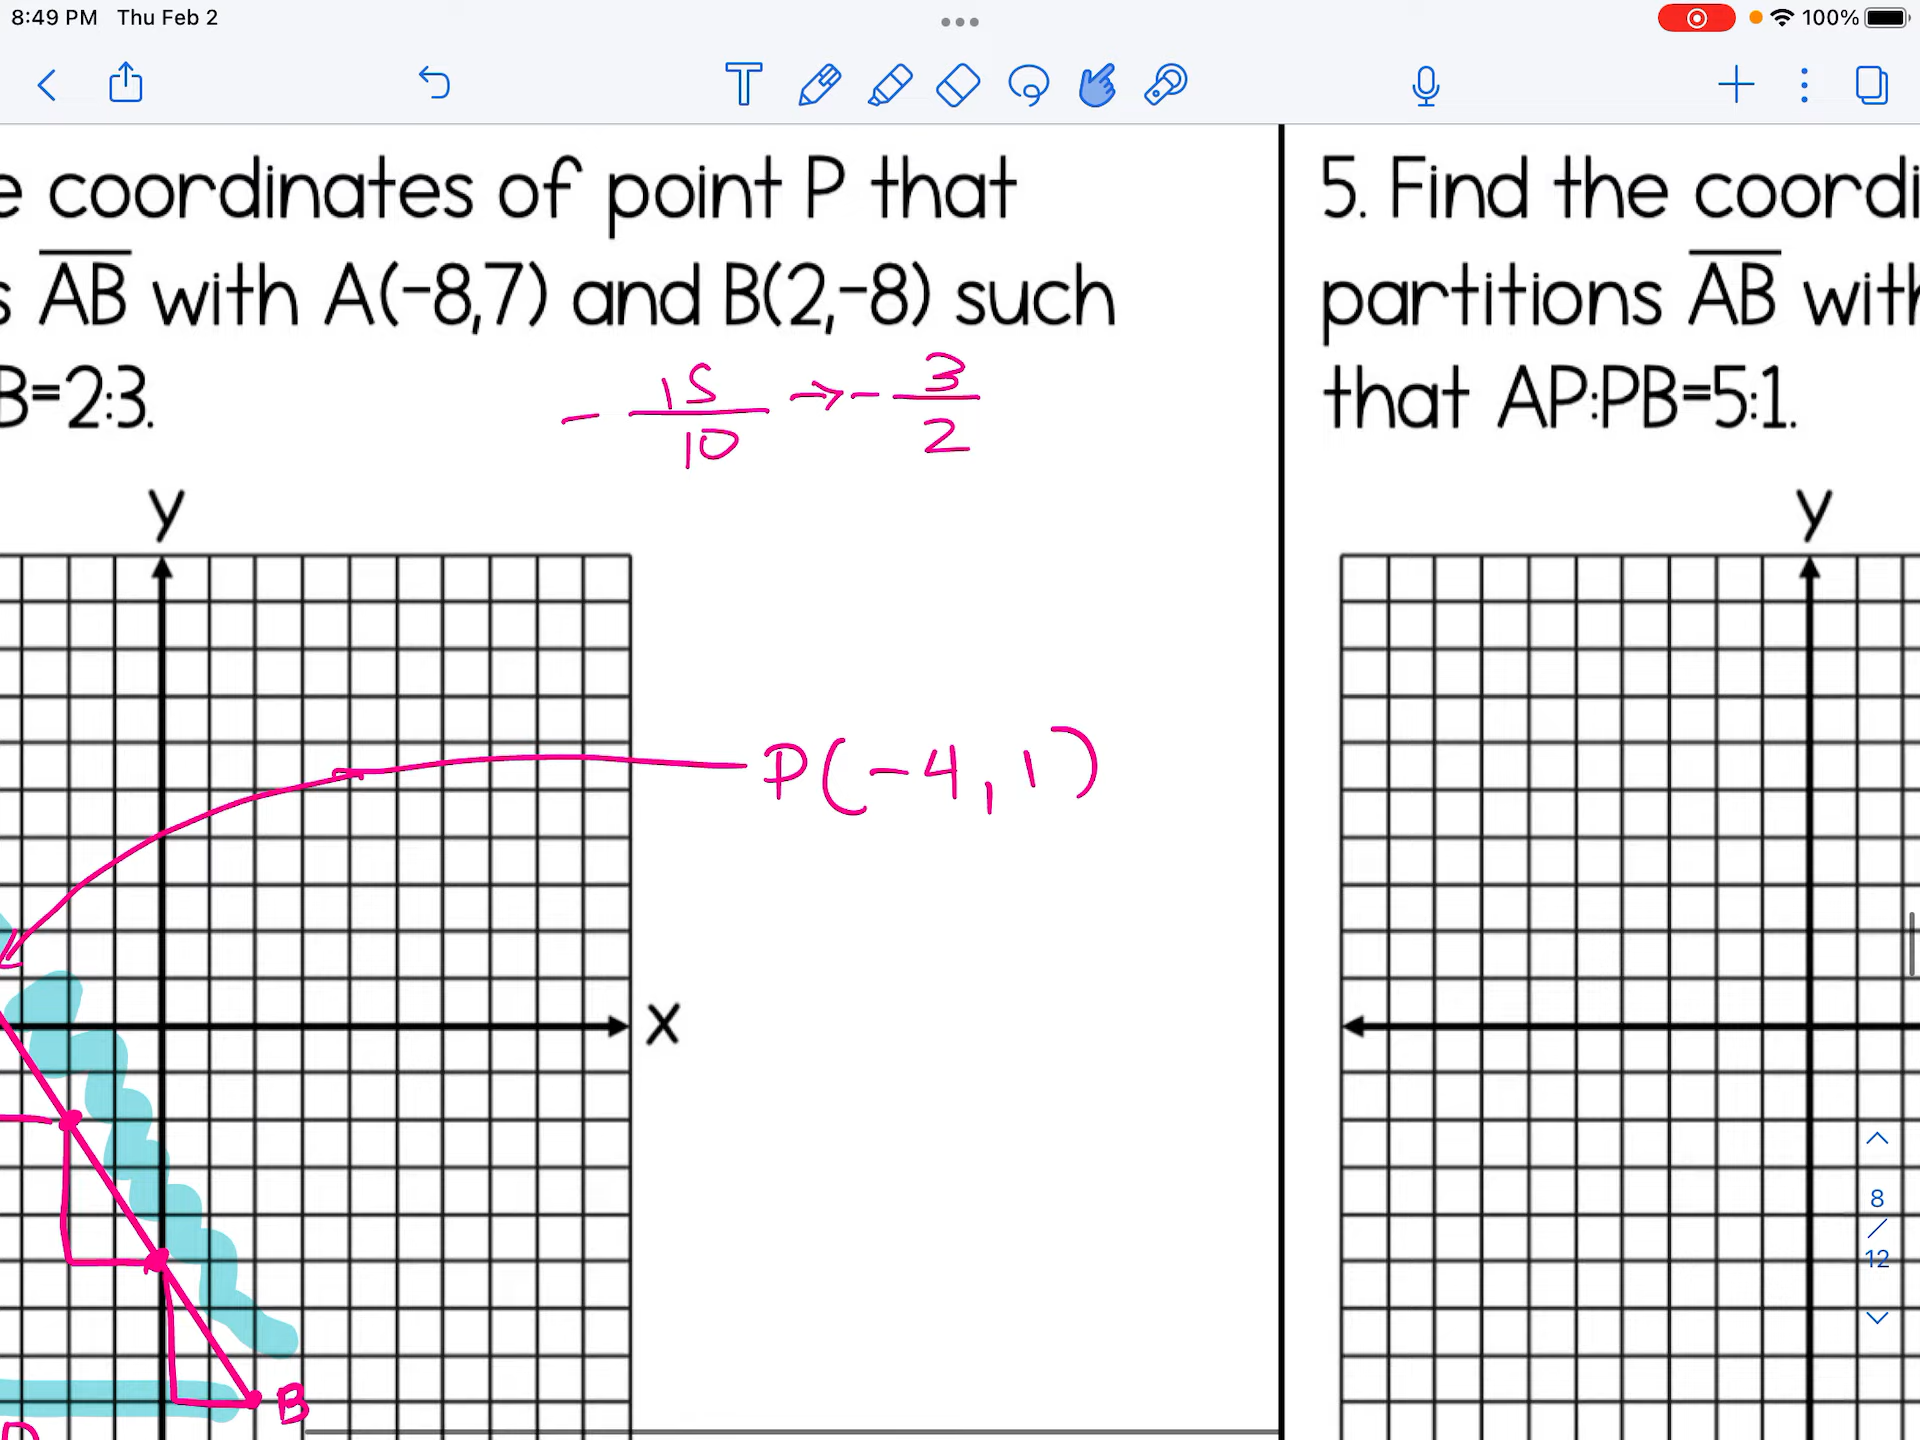 8:49 PM Thu Feb 2
100%
e coordinates of point P that
s AB with A(-8,7) and B(2,-8) such
B=2:3.
- 15/10 → - 3/2
y
P(-4,1)
x
B
5. Find the coordi
partitions AB with
that AP:PB=5:1.
y
8
/
12